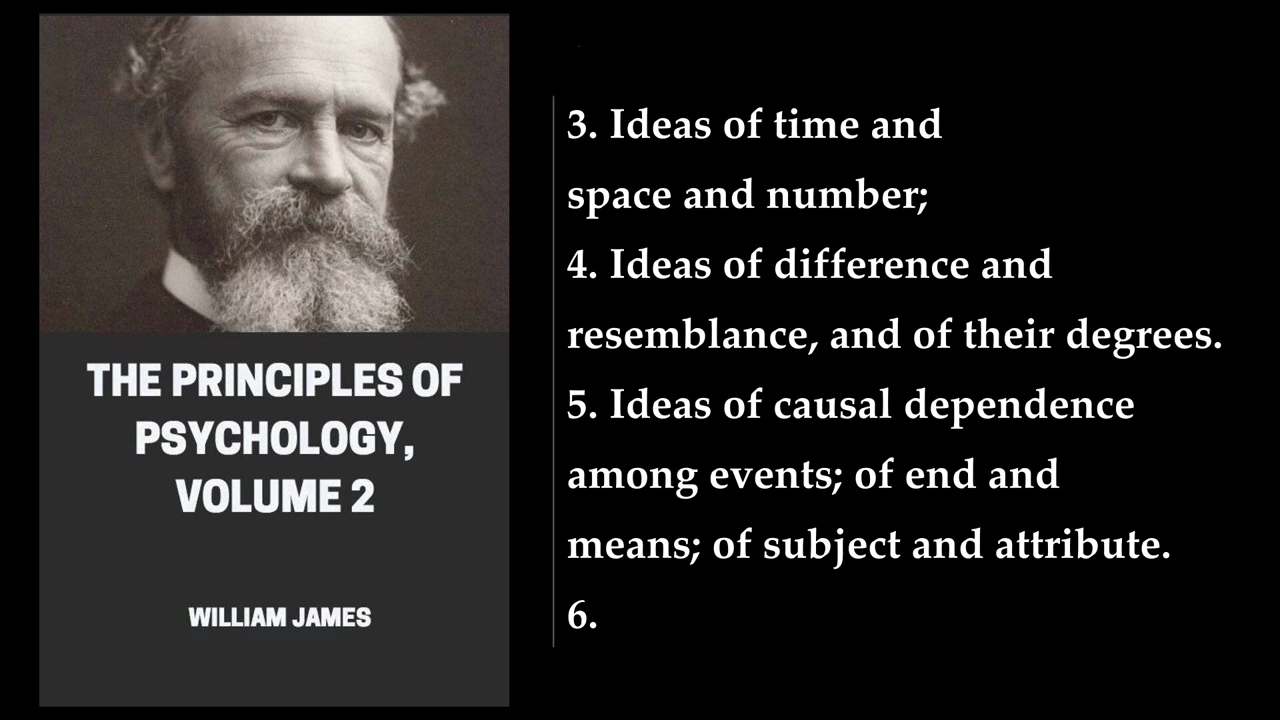 THE PRINCIPLES OF
PSYCHOLOGY,
VOLUME 2
WILLIAM JAMES
3. Ideas of time and
space and number;
4. Ideas of difference and
resemblance, and of their degrees.
5. Ideas of causal dependence
among events; of end and
means; of subject and attribute.
6.